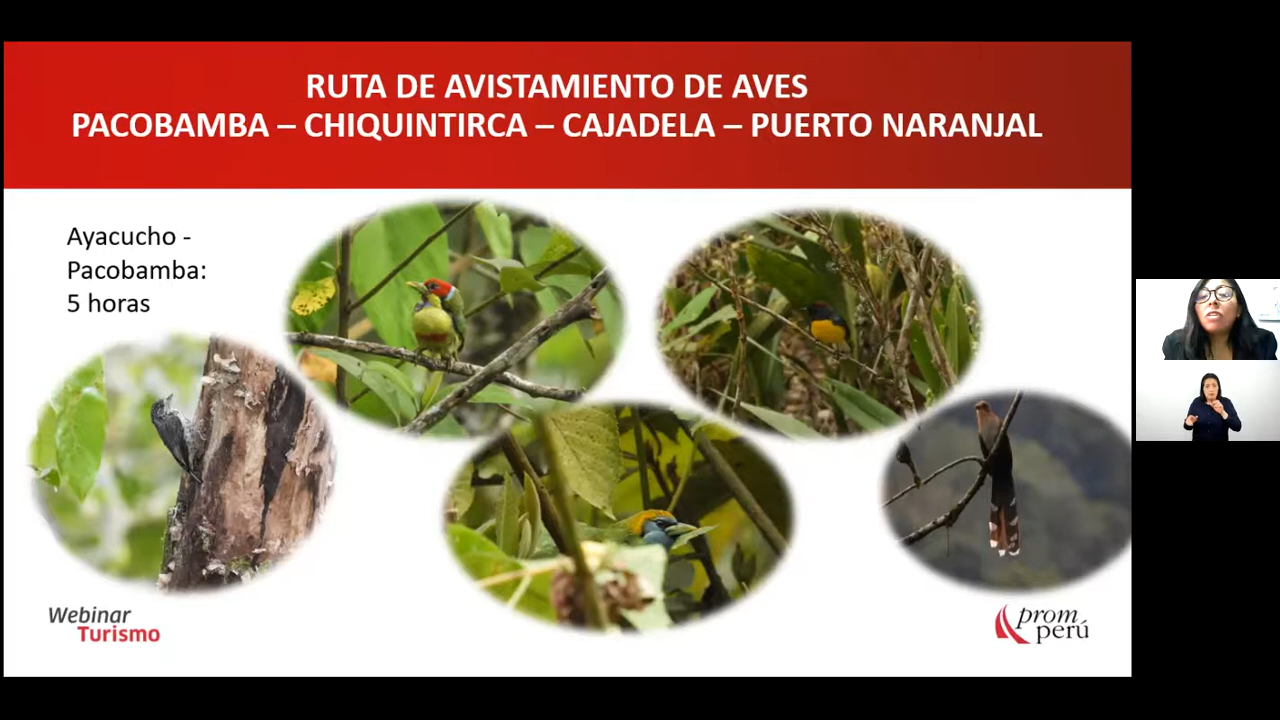 RUTA DE AVISTAMIENTO DE AVES
PACOBAMBA – CHIQUINTIRCA – CAJADELA – PUERTO NARANJAL
Ayacucho -
Pacobamba:
5 horas
Webinar
Turismo
prom
perú